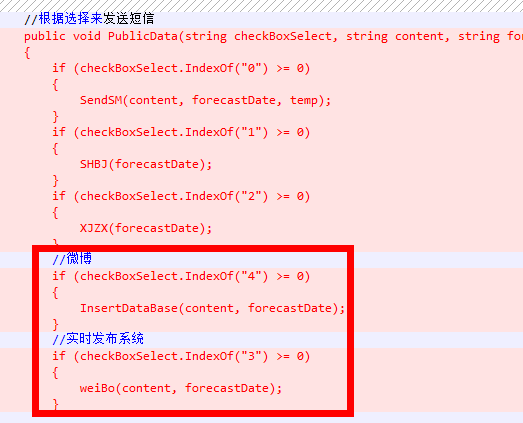 //根据选择来发送短信
public void PublicData(string checkBoxSelect, string content, string
{
if (checkBoxSelect.IndexOf("0") >= 0)
{
SendSM(content, forecastDate, temp);
}
if (checkBoxSelect.IndexOf("1") >= 0)
{
SHBJ(forecastDate);
}
if (checkBoxSelect.IndexOf("2") >= 0)
{
XJZX(forecastDate);
}
//微博
if (checkBoxSelect.IndexOf("4") >= 0)
{
InsertDataBase(content, forecastDate);
}
//实时发布系统
if (checkBoxSelect.IndexOf("3") >= 0)
{
weiBo(content, forecastDate);
}